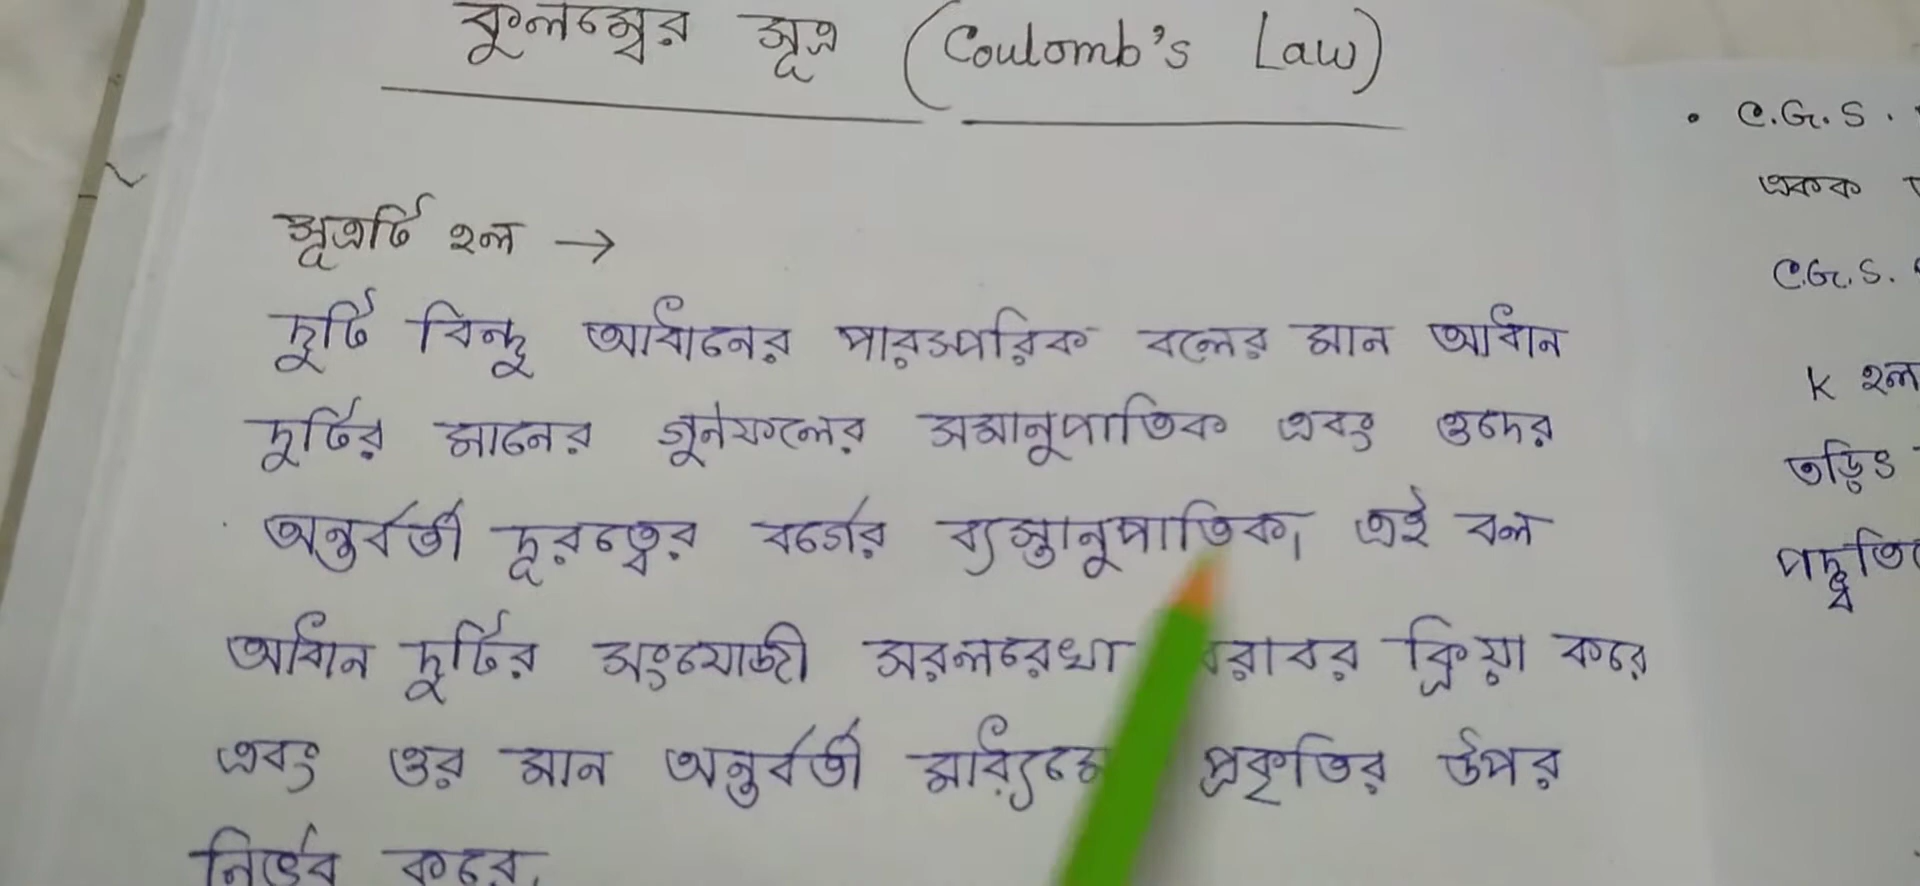 কুলম্বের সূত্র (Coulomb's Law)
সূত্রটি হল →
দুটি বিন্দু আধানের পারস্পরিক বলের মান আধান
দুটির মানের গুনফলের সমানুপাতিক এবং ওদের
অন্তর্বর্তী দূরত্বের বর্গের ব্যস্তানুপাতিক। এই বল
আধান দুটির সংযোজী সরলরেখা বরাবর ক্রিয়া করে
এবং ওর মান অন্তর্বর্তী প্রকৃতির উপর
নির্ভর করে।
• C.G.S.
একক
C.G.S.
K হল
তড়িৎ